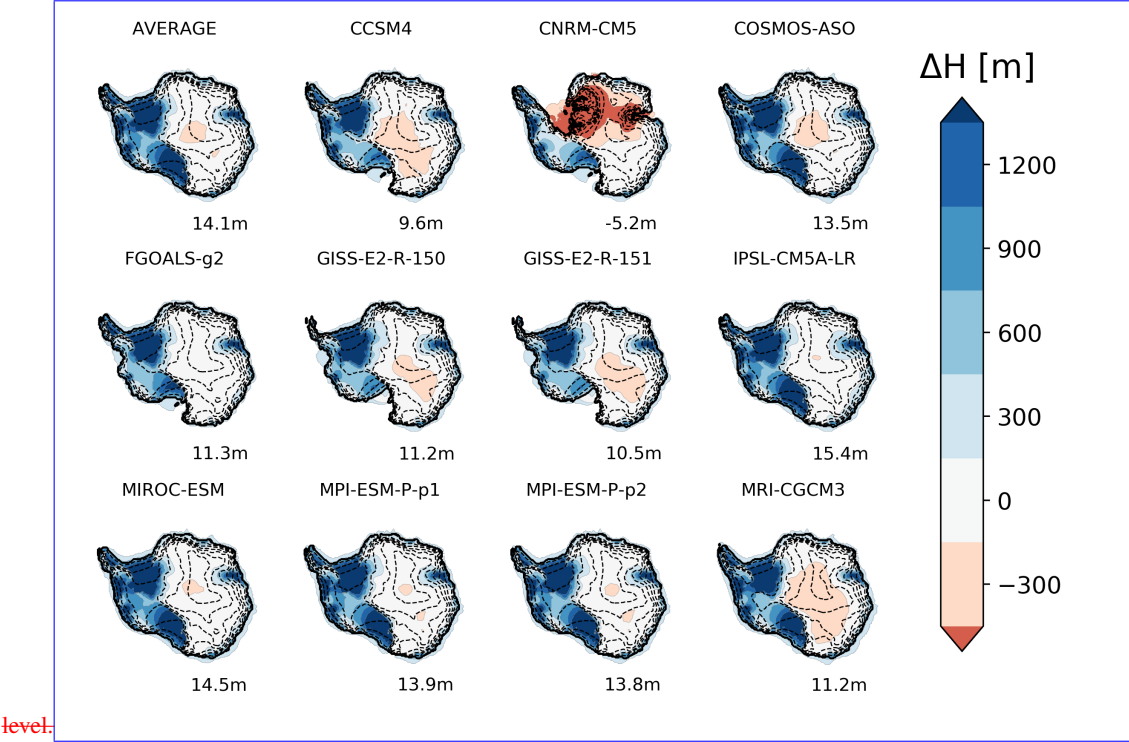 AVERAGE CCSM4 CNRM-CM5 COSMOS-ASO
ΔH [m]
14.1m 9.6m -5.2m 13.5m
FGOALS-g2 GISS-E2-R-150 GISS-E2-R-151 IPSL-CM5A-LR
11.3m 11.2m 10.5m 15.4m
MIROC-ESM MPI-ESM-P-p1 MPI-ESM-P-p2 MRI-CGCM3
14.5m 13.9m 13.8m 11.2m
1200
900
600
300
0
−300
level.